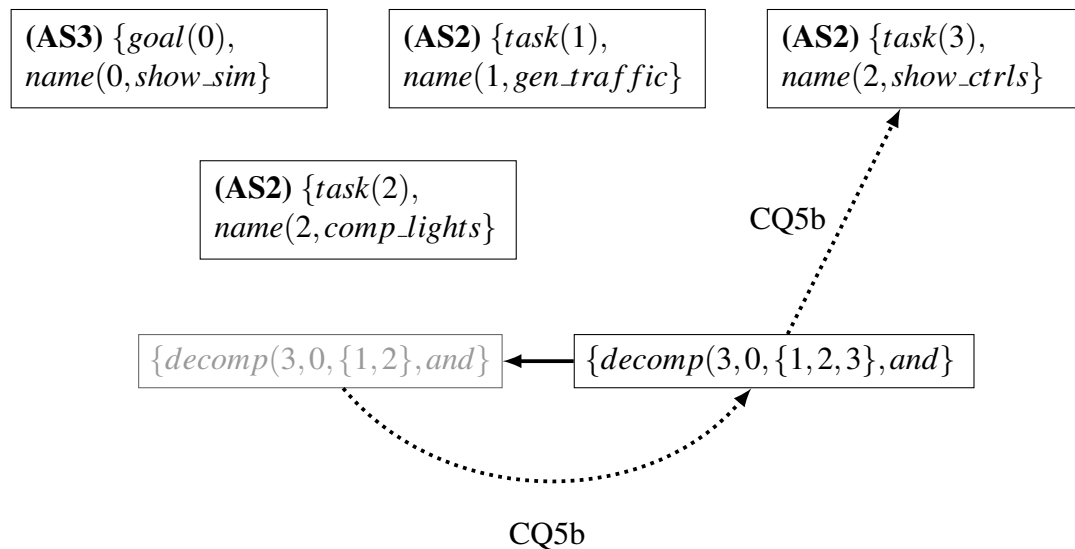 (AS3) {goal(0),
name(0,show_sim}
(AS2) {task(1),
name(1,gen_traffic}
(AS2) {task(3),
name(2,show_ctrls}
(AS2) {task(2),
name(2,comp_lights}
CQ5b
{decomp(3,0,{1,2},and}
{decomp(3,0,{1,2,3},and}
CQ5b